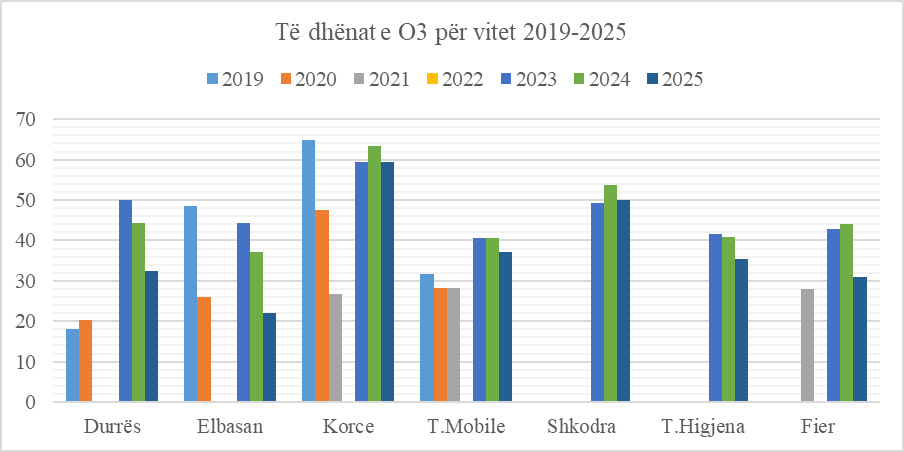 Të dhënat e O3 për vitet 2019-2025
2019 2020 2021 2022 2023 2024 2025
70
60
50
40
30
20
10
0
Durrës Elbasan Korce T.Mobile Shkodra T.Higjena Fier